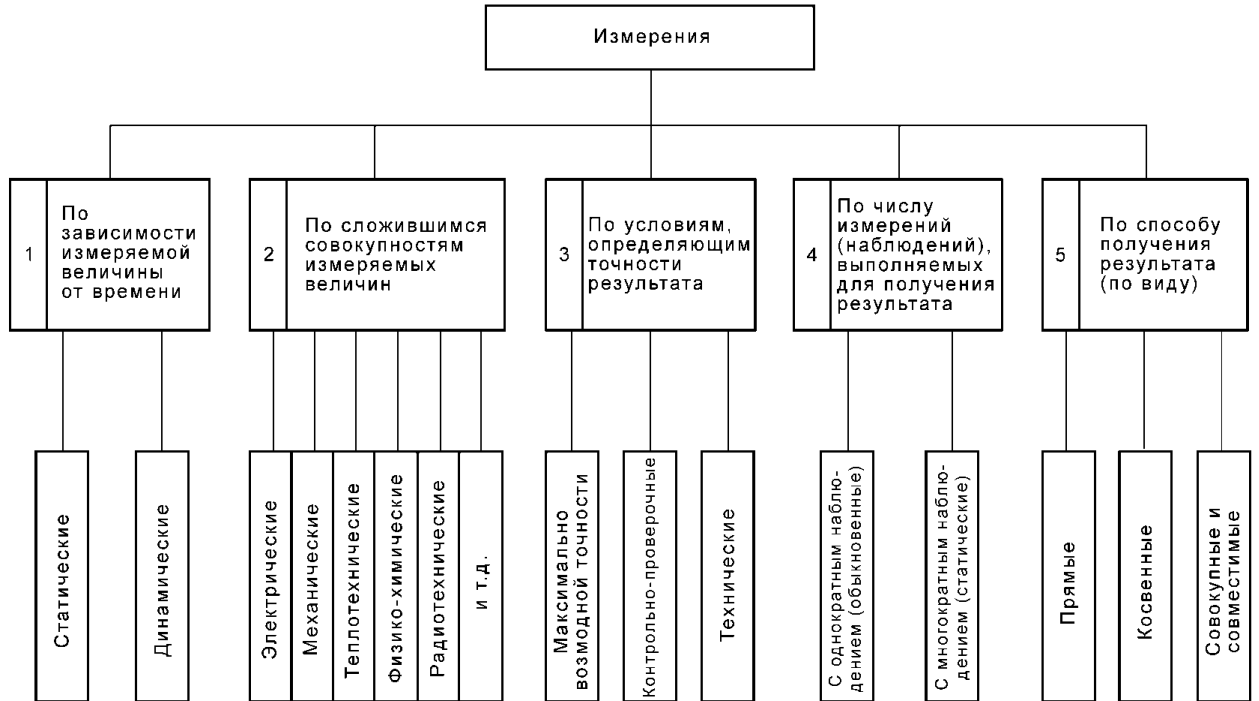 Измерения
1
По
зависимости
измеряемой
величины
от времени
2
По сложившимся
совокупностям
измеряемых
величин
3
По условиям,
определяющим
точности
результата
4
По числу
измерений
(наблюдений),
выполняемых
для получения
результата
5
По способу
получения
результата
(по виду)
Статические
Динамические
Электрические
Механические
Теплотехнические
Физико-химические
Радиотехнические
и т.д.
Максимально
возмодной точности
Контрольно-проверочные
Технические
С однократным наблю-
дением (обыкновенные)
С многократным наблю-
дением (статические)
Прямые
Косвенные
Совокупные и
совместимые